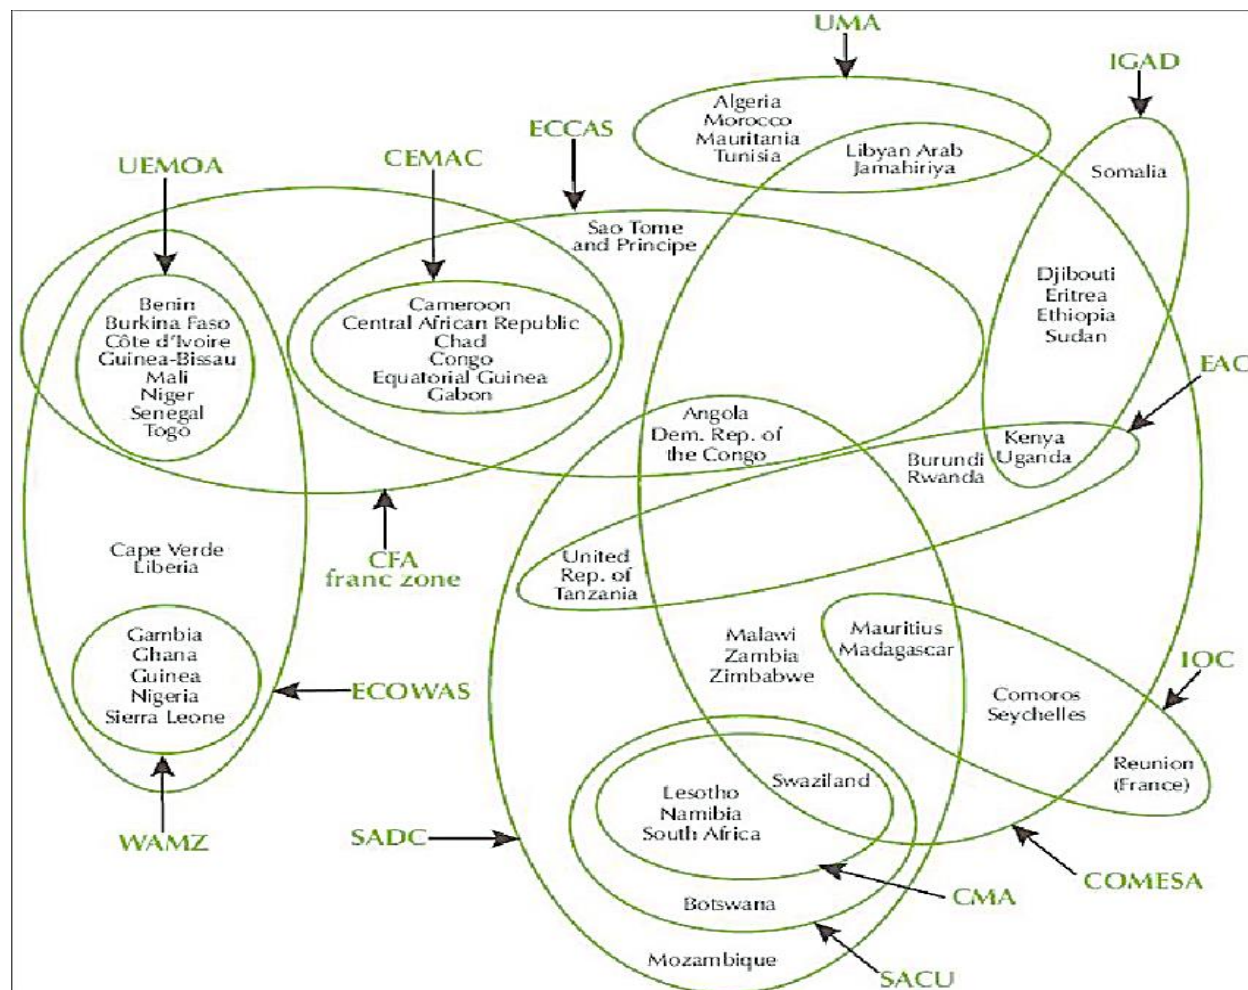 UMA
IGAD
Algeria
Morocco
Mauritania
Tunisia
ECCAS
CEMAC
Libyan Arab
Jamahiriya
UEMOA
Somalia
Sao Tome
and Principe
Djibouti
Eritrea
Ethiopia
Sudan
Benin
Burkina Faso
Côte d'Ivoire
Guinea-Bissau
Mali
Niger
Senegal
Togo
Cameroon
Central African Republic
Chad
Congo
Equatorial Guinea
Gabon
EAC
Angola
Dem. Rep. of
the Congo
Kenya
Uganda
Burundi
Rwanda
Cape Verde
Liberia
CFA
franc zone
United
Rep. of
Tanzania
Gambia
Ghana
Guinea
Nigeria
Sierra Leone
ECOWAS
Malawi
Zambia
Zimbabwe
Mauritius
Madagascar
IOC
Comoros
Seychelles
Reunion
(France)
Swaziland
Lesotho
Namibia
South Africa
WAMZ
SADC
COMESA
CMA
Botswana
Mozambique
SACU